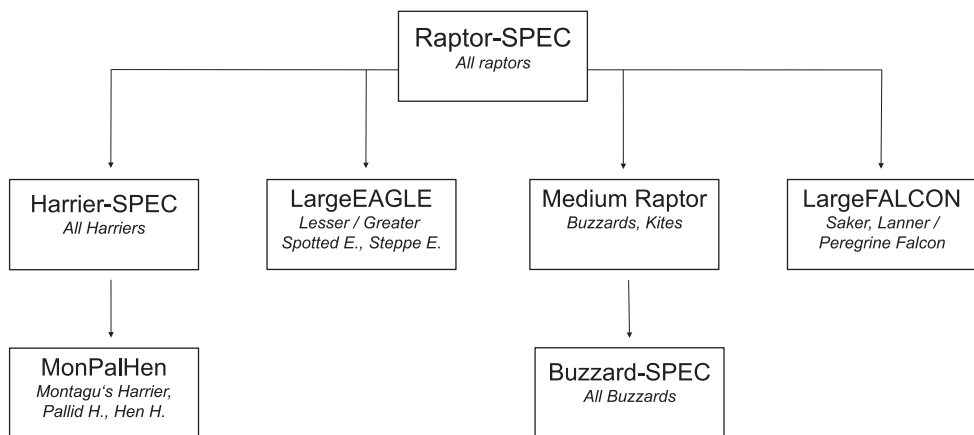 Raptor-SPEC
All raptors
Harrier-SPEC
All Harriers
LargeEAGLE
Lesser / Greater
Spotted E., Steppe E.
Medium Raptor
Buzzards, Kites
LargeFALCON
Saker, Lanner /
Peregrine Falcon
MonPalHen
Montagu‘s Harrier,
Pallid H., Hen H.
Buzzard-SPEC
All Buzzards